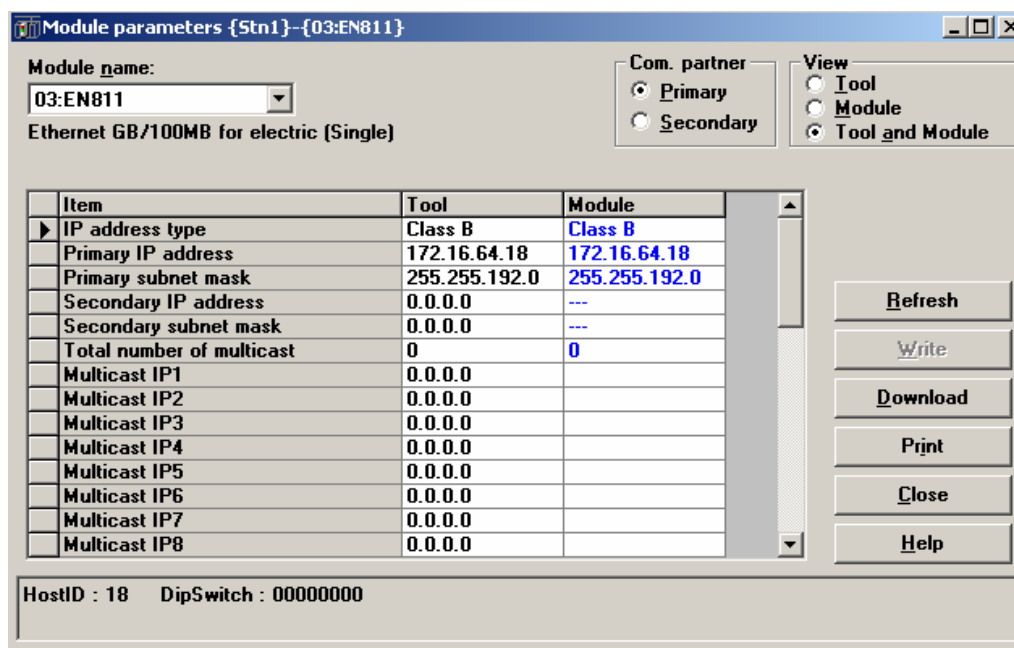 Module parameters {Stn1}-{03:EN811}
Module name:
03:EN811
Ethernet GB/100MB for electric (Single)
Com. partner
Primary
Secondary
View
Tool
Module
Tool and Module
Item Tool Module
IP address type Class B Class B
Primary IP address 172.16.64.18 172.16.64.18
Primary subnet mask 255.255.192.0 255.255.192.0
Secondary IP address 0.0.0.0 ---
Secondary subnet mask 0.0.0.0 ---
Total number of multicast 0 0
Multicast IP1 0.0.0.0
Multicast IP2 0.0.0.0
Multicast IP3 0.0.0.0
Multicast IP4 0.0.0.0
Multicast IP5 0.0.0.0
Multicast IP6 0.0.0.0
Multicast IP7 0.0.0.0
Multicast IP8 0.0.0.0
Refresh
Write
Download
Print
Close
Help
HostID : 18 DipSwitch : 00000000